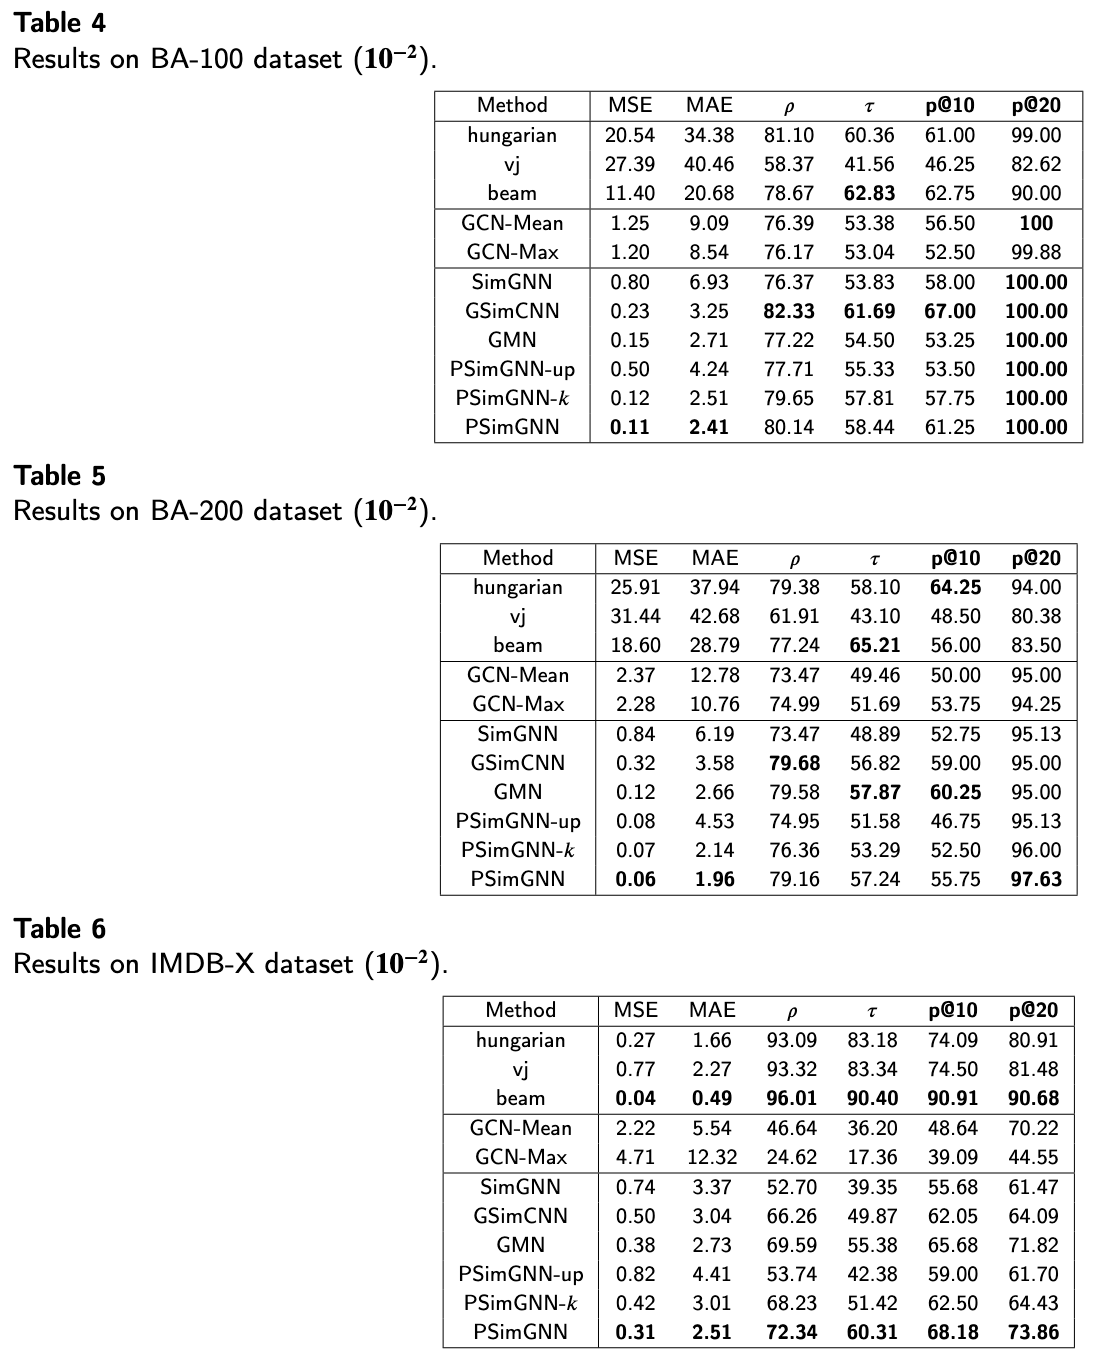 Table 4
Results on BA-100 dataset (10⁻²).
Method MSE MAE ρ τ p@10 p@20
hungarian 20.54 34.38 81.10 60.36 61.00 99.00
vj 27.39 40.46 58.37 41.56 46.25 82.62
beam 11.40 20.68 78.67 62.83 62.75 90.00
GCN-Mean 1.25 9.09 76.39 53.38 56.50 100
GCN-Max 1.20 8.54 76.17 53.04 52.50 99.88
SimGNN 0.80 6.93 76.37 53.83 58.00 100.00
GSimCNN 0.23 3.25 82.33 61.69 67.00 100.00
GMN 0.15 2.71 77.22 54.50 53.25 100.00
PSimGNN-up 0.50 4.24 77.71 55.33 53.50 100.00
PSimGNN-k 0.12 2.51 79.65 57.81 57.75 100.00
PSimGNN 0.11 2.41 80.14 58.44 61.25 100.00
Table 5
Results on BA-200 dataset (10⁻²).
Method MSE MAE ρ τ p@10 p@20
hungarian 25.91 37.94 79.38 58.10 64.25 94.00
vj 31.44 42.68 61.91 43.10 48.50 80.38
beam 18.60 28.79 77.24 65.21 56.00 83.50
GCN-Mean 2.37 12.78 73.47 49.46 50.00 95.00
GCN-Max 2.28 10.76 74.99 51.69 53.75 94.25
SimGNN 0.84 6.19 73.47 48.89 52.75 95.13
GSimCNN 0.32 3.58 79.68 56.82 59.00 95.00
GMN 0.12 2.66 79.58 57.87 60.25 95.00
PSimGNN-up 0.08 4.53 74.95 51.58 46.75 95.13
PSimGNN-k 0.07 2.14 76.36 53.29 52.50 96.00
PSimGNN 0.06 1.96 79.16 57.24 55.75 97.63
Table 6
Results on IMDB-X dataset (10⁻²).
Method MSE MAE ρ τ p@10 p@20
hungarian 0.27 1.66 93.09 83.18 74.09 80.91
vj 0.77 2.27 93.32 83.34 74.50 81.48
beam 0.04 0.49 96.01 90.40 90.91 90.68
GCN-Mean 2.22 5.54 46.64 36.20 48.64 70.22
GCN-Max 4.71 12.32 24.62 17.36 39.09 44.55
SimGNN 0.74 3.37 52.70 39.35 55.68 61.47
GSimCNN 0.50 3.04 66.26 49.87 62.05 64.09
GMN 0.38 2.73 69.59 55.38 65.68 71.82
PSimGNN-up 0.82 4.41 53.74 42.38 59.00 61.70
PSimGNN-k 0.42 3.01 68.23 51.42 62.50 64.43
PSimGNN 0.31 2.51 72.34 60.31 68.18 73.86